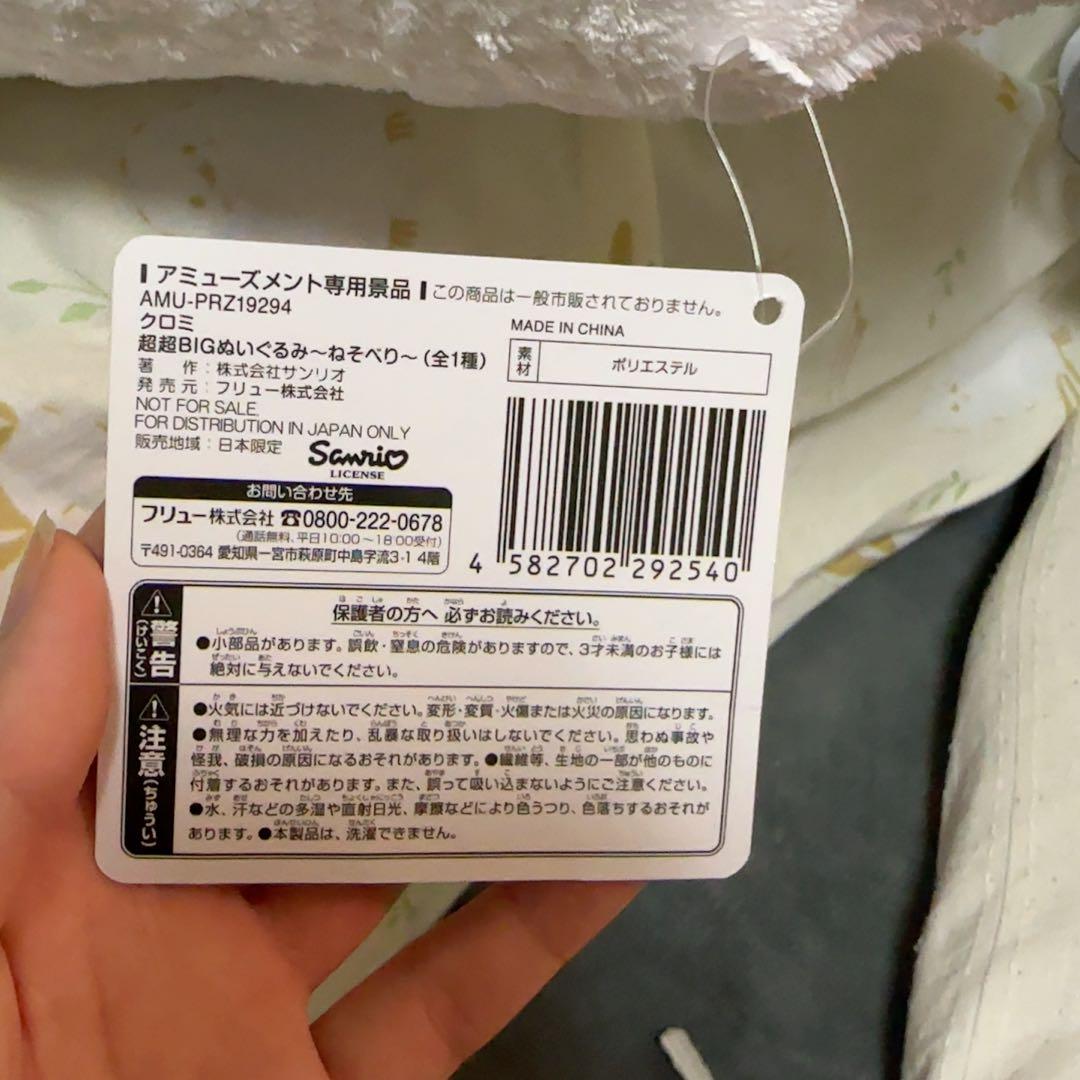 アミューズメント専用景品 この商品は一般市販されておりません。
AMU-PRZ19294
クロミ
超超BIGぬいぐるみ～ねそべり～(全1種)
著 作：株式会社サンリオ
発売元：フリュー株式会社
NOT FOR SALE.
FOR DISTRIBUTION IN JAPAN ONLY
販売地域：日本限定
Sanrio
LICENSE
MADE IN CHINA
素材 ポリエステル
4 582702 292540
お問い合わせ先
フリュー株式会社 ☎0800-222-0678
(通話無料、平日10:00～18:00受付)
〒491-0364 愛知県一宮市萩原町中島字流3-1 4階
⚠警告(けいこく)
保護者の方へ 必ずお読みください。
●小部品があります。誤飲・窒息の危険がありますので、3才未満のお子様には
絶対に与えないでください。
⚠注意(ちゅうい)
●火気には近づけないでください。変形・変質・火傷または火災の原因になります。
●無理な力を加えたり、乱暴な取り扱いはしないでください。思わぬ事故や
怪我、破損の原因になるおそれがあります。●繊維等、生地の一部が他のものに
付着するおそれがあります。また、誤って吸い込まないようにご注意ください。
●水、汗などの多湿や直射日光、摩擦などにより色うつり、色落ちするおそれが
あります。●本製品は、洗濯できません。